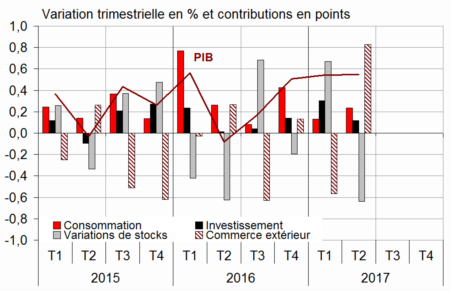 Variation trimestrielle en % et contributions en points
1,0
0,8
0,6
0,4
0,2
0,0
-0,2
-0,4
-0,6
-0,8
-1,0
PIB
Consommation
Investissement
Variations de stocks
Commerce extérieur
T1 T2 T3 T4 T1 T2 T3 T4 T1 T2 T3 T4
2015 2016 2017